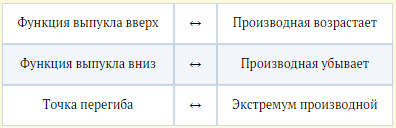 Функция выпукла вверх ↔ Производная возрастает
Функция выпукла вниз ↔ Производная убывает
Точка перегиба ↔ Экстремум производной